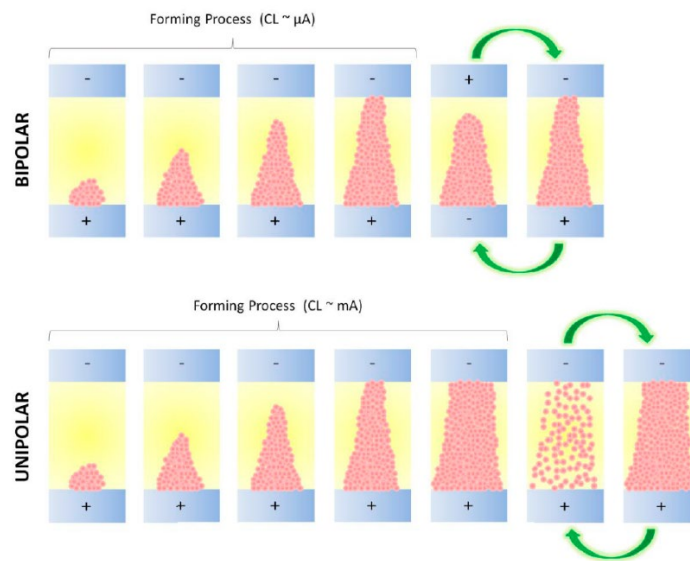 Forming Process (CL ~ μA)
- - - - + -
BIPOLAR
+ + + + - +
Forming Process (CL ~ mA)
- - - - - - -
UNIPOLAR
+ + + + + + +